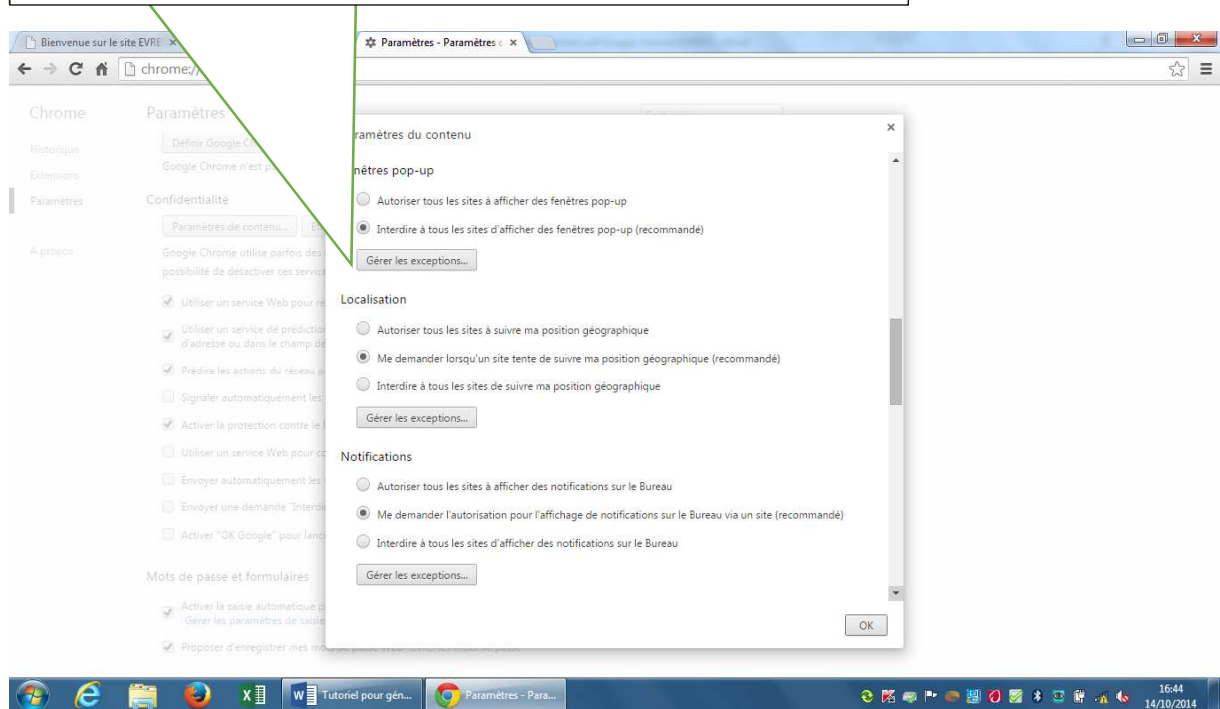 Bienvenue sur le site EVRE
Paramètres - Paramètres c
chrome://
Chrome
Paramètres
Historique
Définir Google C
Google Chrome n'est p
Extensions
Paramètres
Confidentialité
Paramètres de contenu...
A propos
Google Chrome utilise parfois des
possibilité de désactiver ces service
Utiliser un service Web pour re
Utiliser un service de prédiction
d'adresse ou dans le champ de
Prédire les actions du réseau p
Signaler automatiquement les
Activer la protection contre le
Utiliser un service Web pour co
Envoyer automatiquement les
Envoyer une demande "Interdi
Activer "OK Google" pour lanc
Mots de passe et formulaires
Activer la saisie automatique p
Gérer les paramètres de saisie
Proposer d'enregistrer mes mo
ramètres du contenu
nêtres pop-up
Autoriser tous les sites à afficher des fenêtres pop-up
Interdire à tous les sites d'afficher des fenêtres pop-up (recommandé)
Gérer les exceptions...
Localisation
Autoriser tous les sites à suivre ma position géographique
Me demander lorsqu'un site tente de suivre ma position géographique (recommandé)
Interdire à tous les sites de suivre ma position géographique
Gérer les exceptions...
Notifications
Autoriser tous les sites à afficher des notifications sur le Bureau
Me demander l'autorisation pour l'affichage de notifications sur le Bureau via un site (recommandé)
Interdire à tous les sites d'afficher des notifications sur le Bureau
Gérer les exceptions...
OK
Tutoriel pour gén...
Paramètres - Para...
16:44
14/10/2014